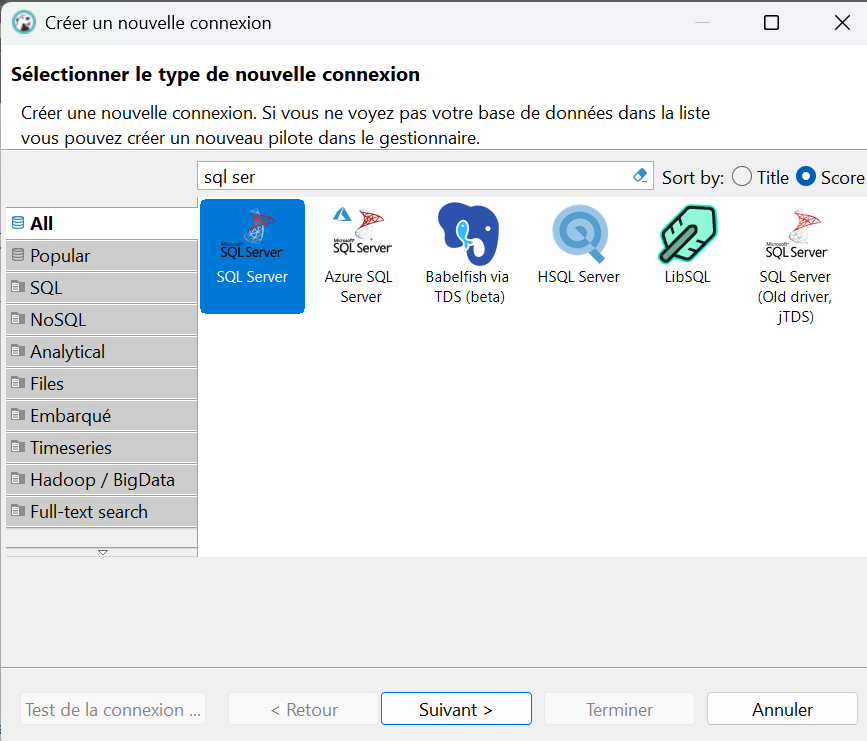 Créer un nouvelle connexion
Sélectionner le type de nouvelle connexion
Créer une nouvelle connexion. Si vous ne voyez pas votre base de données dans la liste
vous pouvez créer un nouveau pilote dans le gestionnaire.
sql ser
Sort by: Title Score
All
Popular
SQL
NoSQL
Analytical
Files
Embarqué
Timeseries
Hadoop / BigData
Full-text search
Microsoft®
SQL Server
SQL Server
Microsoft®
SQL Server
Azure SQL
Server
Babelfish via
TDS (beta)
HSQL Server
LibSQL
Microsoft®
SQL Server
SQL Server
(Old driver,
jTDS)
Test de la connexion ...
< Retour
Suivant >
Terminer
Annuler